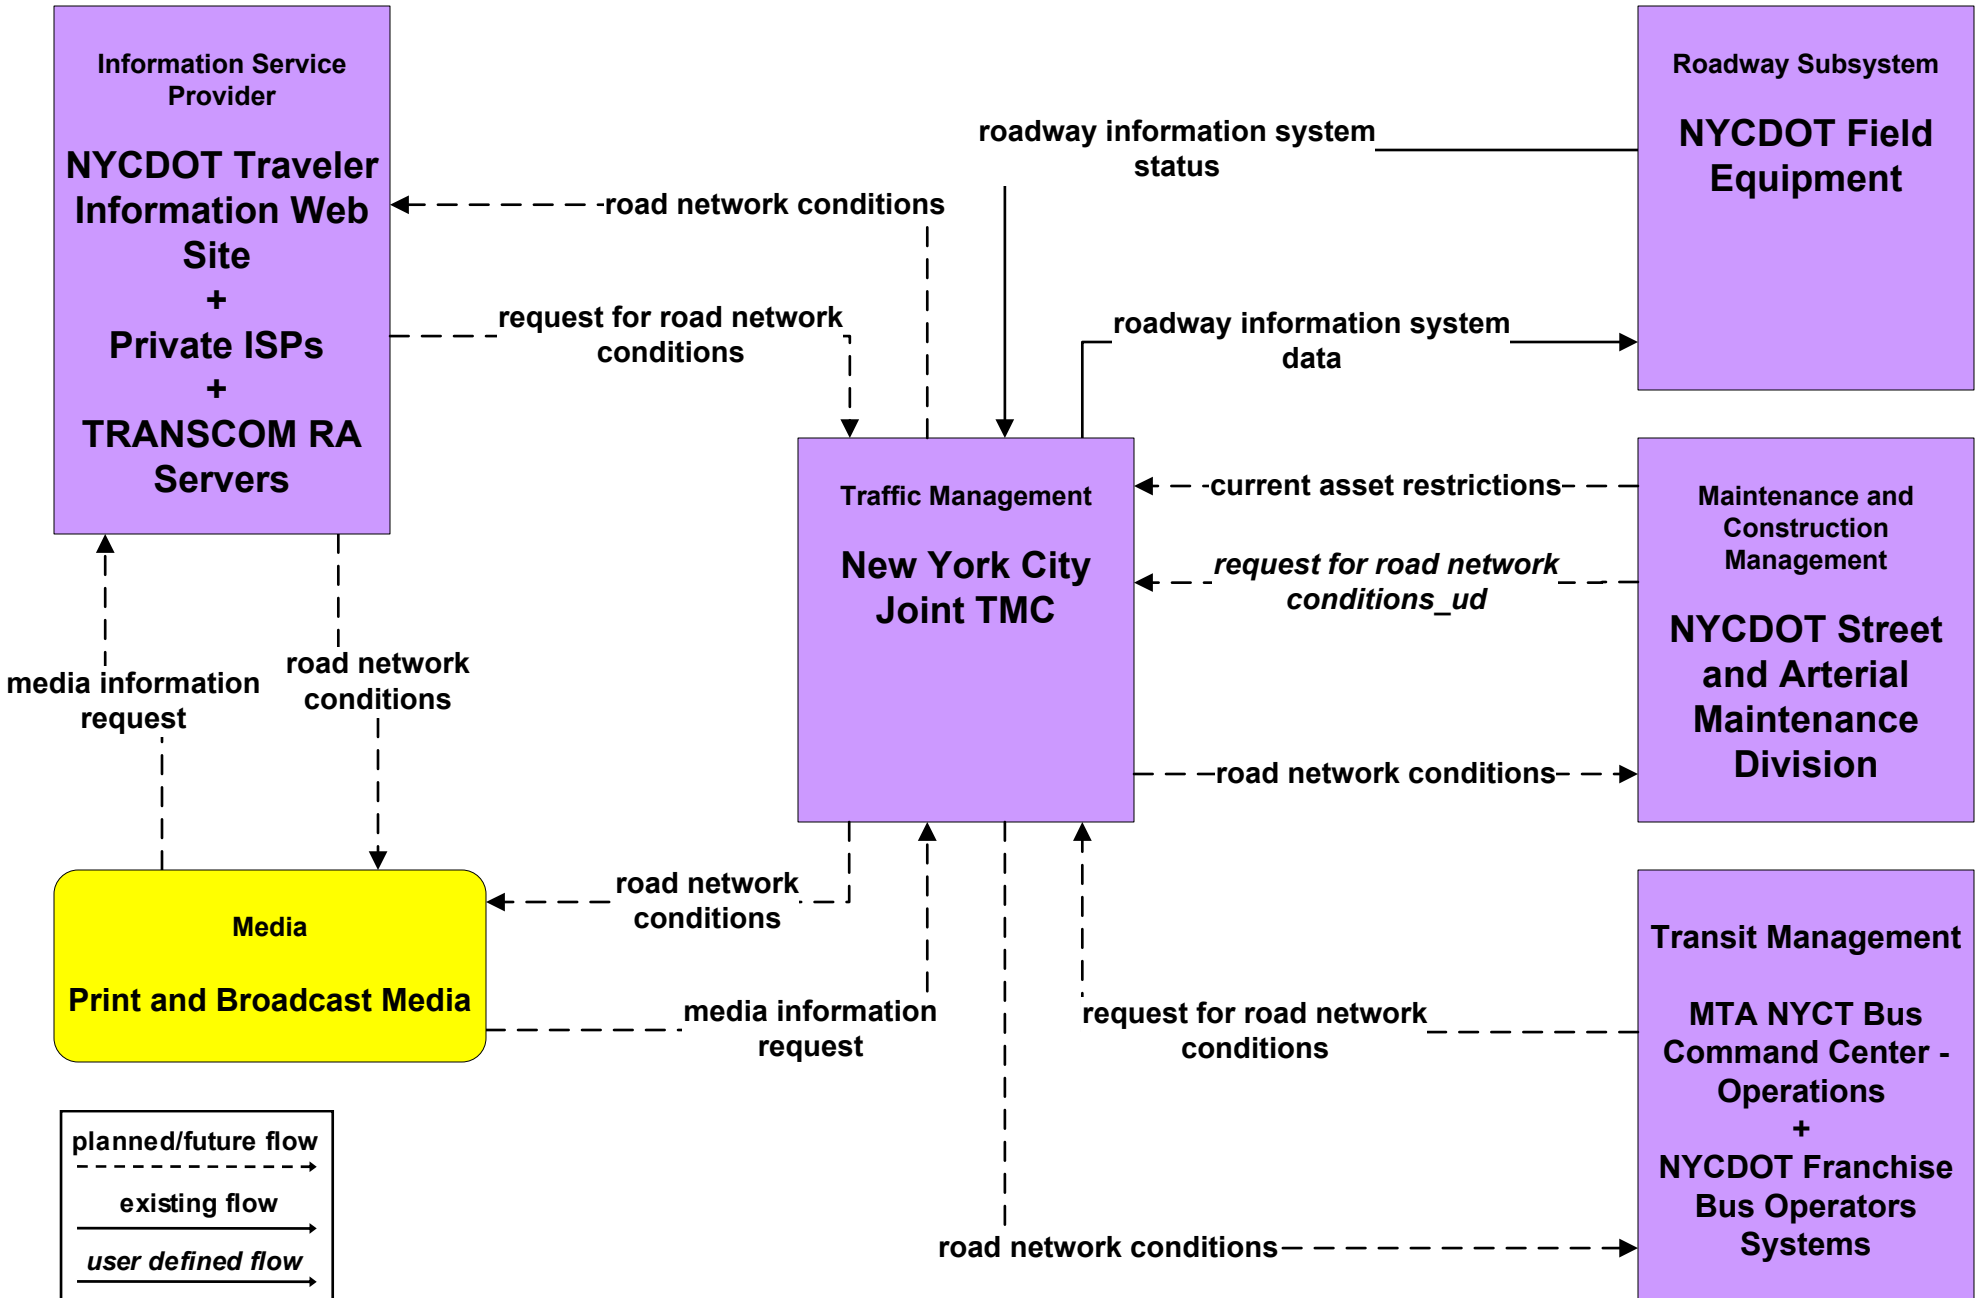 Information Service
Provider
NYCDOT Traveler
Information Web
Site
+
Private ISPs
+
TRANSCOM RA
Servers
Roadway Subsystem
NYCDOT Field
Equipment
roadway information system
status
road network conditions
request for road network
conditions
roadway information system
data
Traffic Management
New York City
Joint TMC
current asset restrictions
request for road network
conditions_ud
road network conditions
Maintenance and
Construction
Management
NYCDOT Street
and Arterial
Maintenance
Division
media information
request
road network
conditions
Media
Print and Broadcast Media
road network
conditions
media information
request
request for road network
conditions
road network conditions
Transit Management
MTA NYCT Bus
Command Center -
Operations
+
NYCDOT Franchise
Bus Operators
Systems
planned/future flow
existing flow
user defined flow